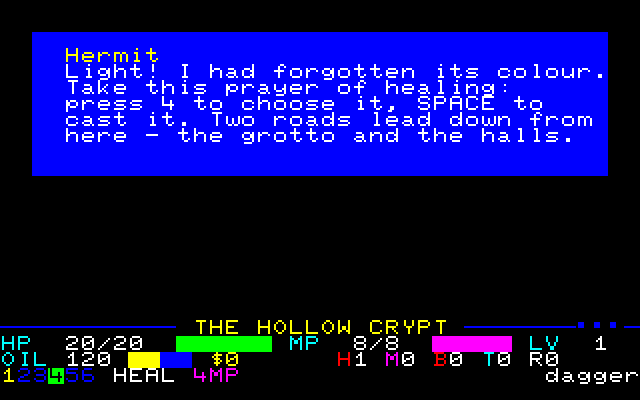 Hermit
Light! I had forgotten its colour.
Take this prayer of healing:
press 4 to choose it, SPACE to
cast it. Two roads lead down from
here - the grotto and the halls.
THE HOLLOW CRYPT
HP 20/20 MP 8/8 LV 1
OIL 120 $0 H1 M0 B0 T0 R0
123456 HEAL 4MP dagger